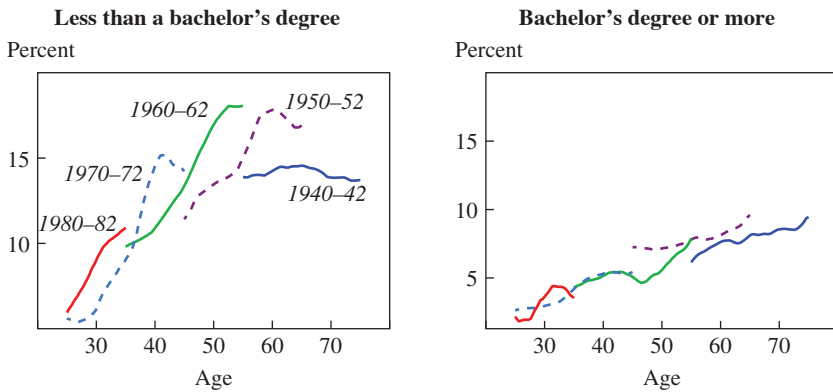 Less than a bachelor's degree
Percent
1960–62
1950–52
15
1970–72
1940–42
1980–82
10
30 40 50 60 70
Age
Bachelor's degree or more
Percent
15
10
5
30 40 50 60 70
Age